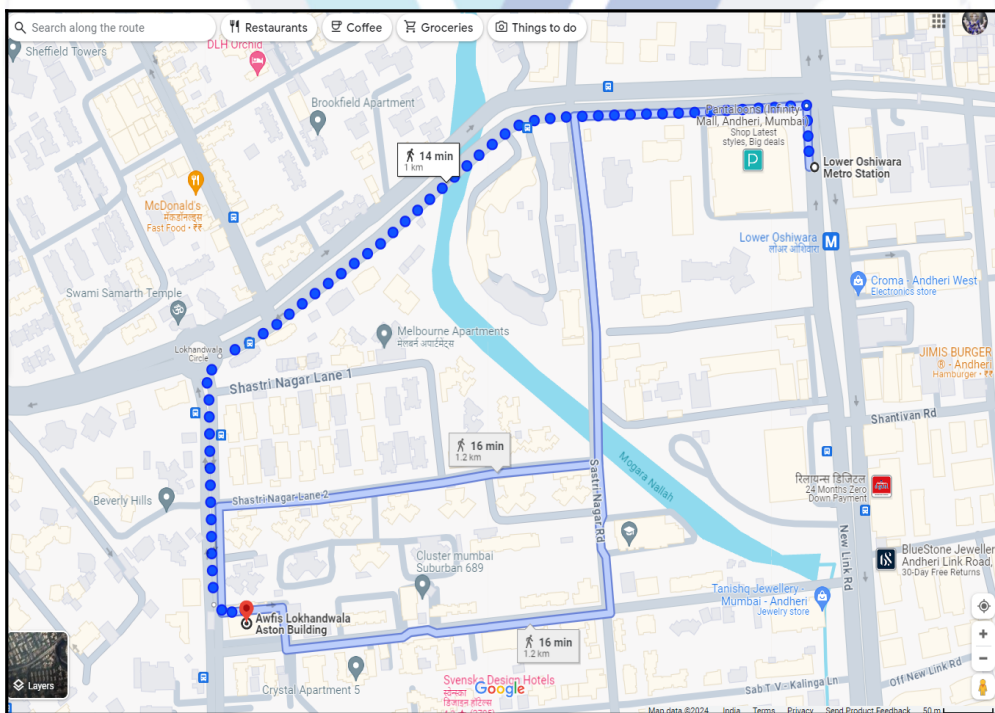 Search along the route
Restaurants
Coffee
Groceries
Things to do
Sheffield Towers
DLH Orchid
Brookfield Apartment
Pantaloons Infinity
Mall, Andheri, Mumbai
Shop Latest
styles, Big deals
14 min
1 km
Lower Oshiwara
Metro Station
McDonald's
मॅकडॉनल्ड्स
Fast Food • ₹₹
Lower Oshiwara
लोअर ओशिवारा
Croma - Andheri West
Electronics store
Swami Samarth Temple
Melbourne Apartments
मेलबर्न अपार्टमेंट्स
Lokhandwala
Circle
JIMIS BURGER
® - Andheri
Hamburger • ₹₹
Shastri Nagar Lane 1
Shantivan Rd
16 min
1.2 km
Mogara Nallah
Sastri Nagar Rd
रिलायन्स डिजिटल
24 Months Zero
Down Payment
Beverly Hills
Shastri Nagar Lane 2
New Link Rd
BlueStone Jeweller
Andheri Link Road,
30-Day Free Returns
Cluster mumbai
Suburban 689
Tanishq Jewellery
Mumbai - Andheri
Jewelry store
Awfis Lokhandwala
Aston Building
16 min
1.2 km
Layers
Crystal Apartment 5
Svenska Design Hotels
स्वेन्स्का
डिजाइन हॉटेल्स
Google
Sab T.V - Kalinga Ln
Off New Link Rd
Map data ©2024 India Terms Privacy Send Product Feedback 50 m